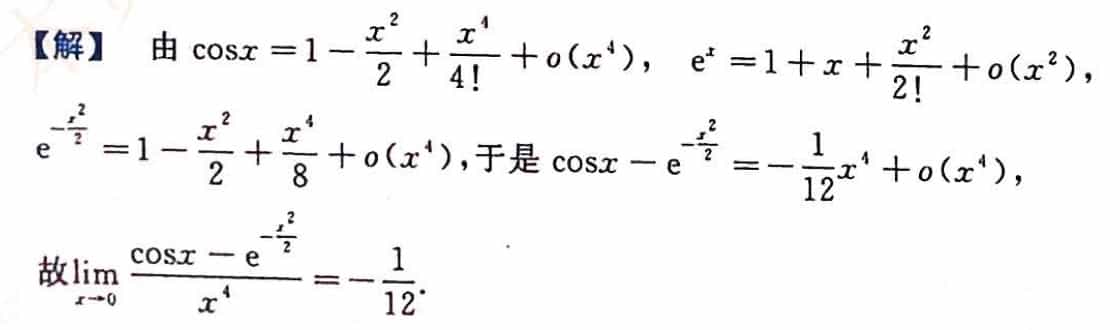 【解】 由 cosx = 1 − x²/2 + x⁴/4! + o(x⁴), eˣ = 1 + x + x²/2! + o(x²),
e^(−x²/2) = 1 − x²/2 + x⁴/8 + o(x⁴),于是 cosx − e^(−x²/2) = −1/12 x⁴ + o(x⁴),
故 lim_(x→0) (cosx − e^(−x²/2))/x⁴ = −1/12.